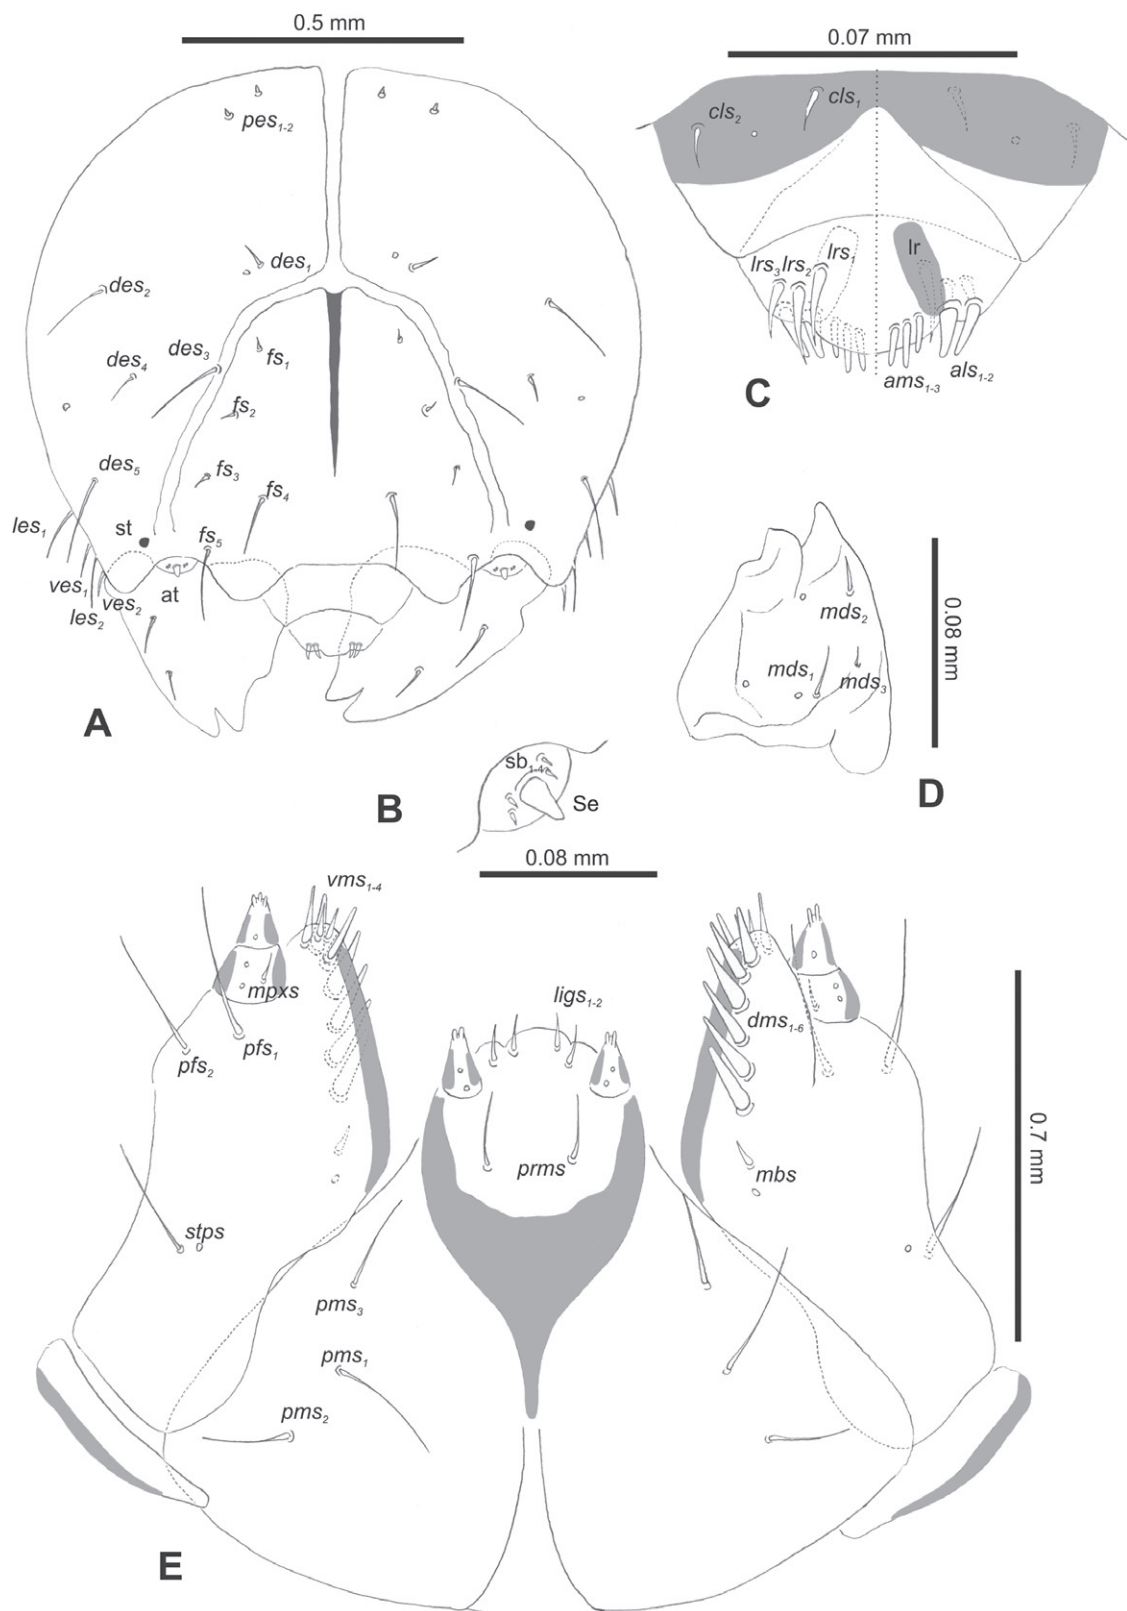 0.5 mm
pes₁₋₂
des₁
des₂
des₃
des₄
fs₁
fs₂
fs₃
fs₄
des₅
les₁
st
fs₅
ves₁
ves₂
at
les₂
A
0.07 mm
cls₁
cls₂
lrs₃ lrs₂ lrs₁
lr
ams₁₋₃
als₁₋₂
C
mds₂
mds₁
mds₃
0.08 mm
D
B
sb₁₋₄
Se
0.08 mm
vms₁₋₄
mpxs
pfs₂
pfs₁
ligs₁₋₂
dms₁₋₆
prms
mbs
stps
pms₃
pms₁
pms₂
0.7 mm
E